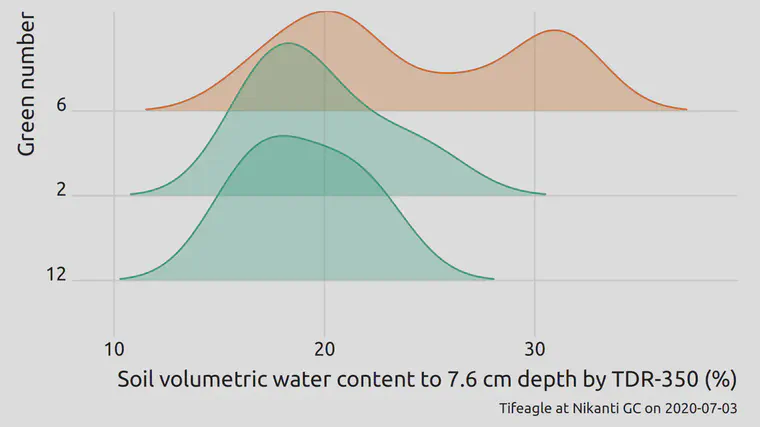 Green number
6
2
12
10 20 30
Soil volumetric water content to 7.6 cm depth by TDR-350 (%)
Tifeagle at Nikanti GC on 2020-07-03